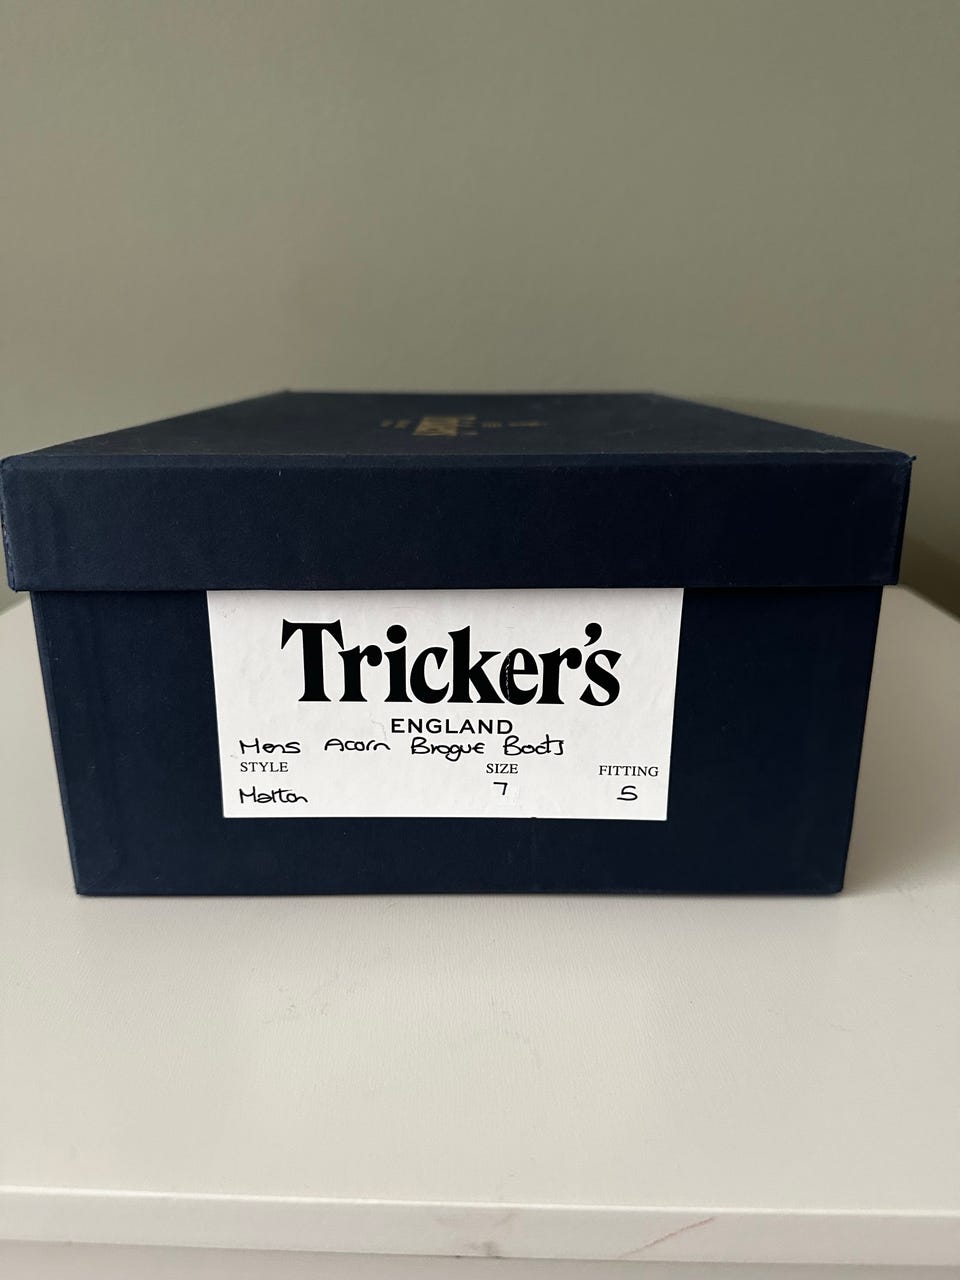 Tricker's
ENGLAND
Mens Acorn Brogue Boots
STYLE SIZE FITTING
Malton 7 5